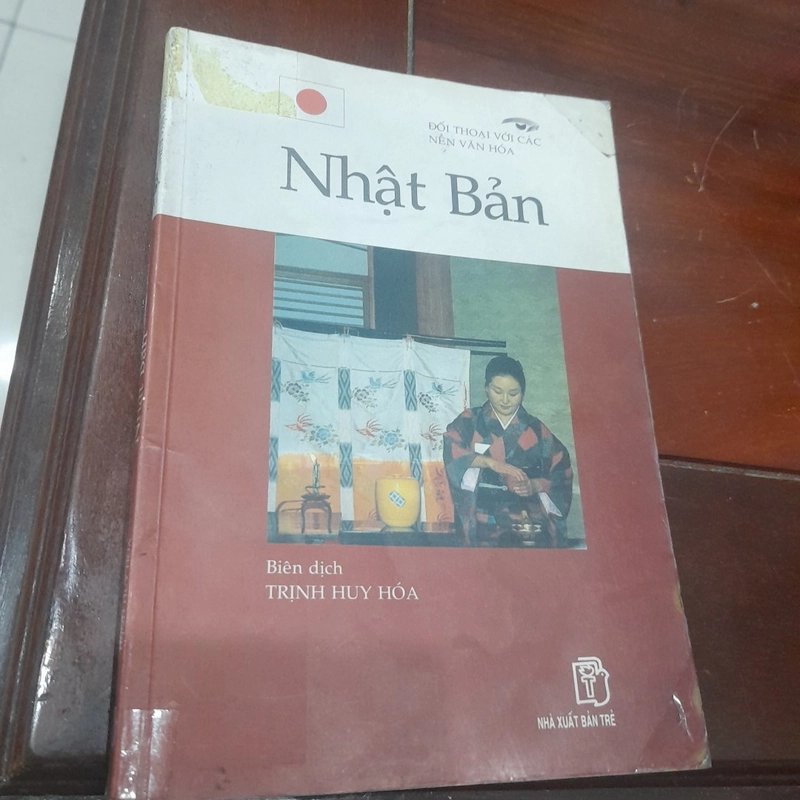 ĐỐI THOẠI VỚI CÁC
NỀN VĂN HÓA
Nhật Bản
Biên dịch
TRỊNH HUY HÓA
T
NHÀ XUẤT BẢN TRẺ